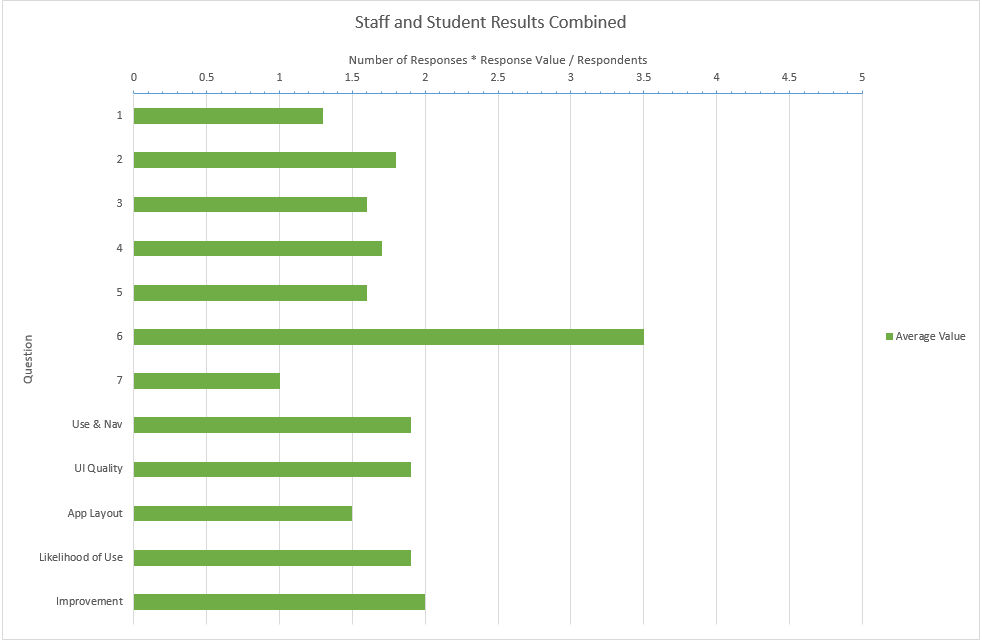 Staff and Student Results Combined
Number of Responses * Response Value / Respondents
0 0.5 1 1.5 2 2.5 3 3.5 4 4.5 5
1
2
3
4
5
6
7
Use & Nav
UI Quality
App Layout
Likelihood of Use
Improvement
Question
Average Value